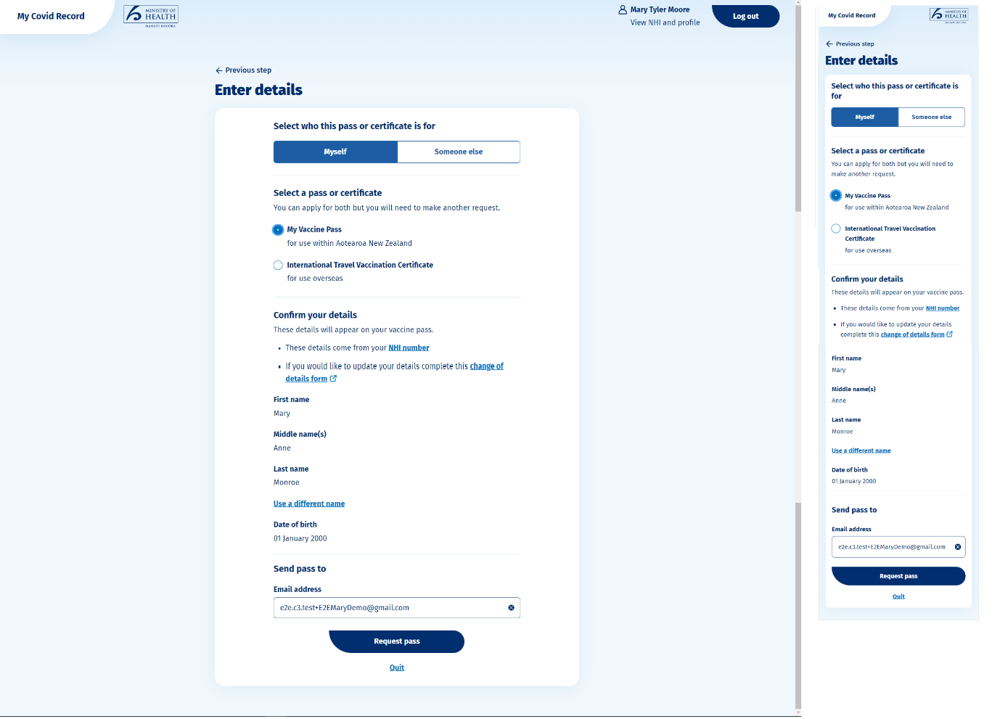 My Covid Record
MINISTRY OF
HEALTH
MANATŪ HAUORA
Mary Tyler Moore
View NHI and profile
Log out
Previous step
Enter details
Select who this pass or certificate is for
Myself
Someone else
Select a pass or certificate
You can apply for both but you will need to make another request.
My Vaccine Pass
for use within Aotearoa New Zealand
International Travel Vaccination Certificate
for use overseas
Confirm your details
These details will appear on your vaccine pass.
• These details come from your NHI number
• If you would like to update your details complete this change of
details form
First name
Mary
Middle name(s)
Anne
Last name
Monroe
Use a different name
Date of birth
01 January 2000
Send pass to
Email address
e2e.c3.test+E2EMaryDemo@gmail.com
Request pass
Quit
My Covid Record
MINISTRY OF
HEALTH
MANATŪ HAUORA
Previous step
Enter details
Select who this pass or certificate is
for
Myself
Someone else
Select a pass or certificate
You can apply for both but you will need to
make another request.
My Vaccine Pass
for use within Aotearoa New Zealand
International Travel Vaccination
Certificate
for use overseas
Confirm your details
These details will appear on your vaccine pass.
• These details come from your NHI number
• If you would like to update your details
complete this change of details form
First name
Mary
Middle name(s)
Anne
Last name
Monroe
Use a different name
Date of birth
01 January 2000
Send pass to
Email address
e2e.c3.test+E2EMaryDemo@gmail.com
Request pass
Quit